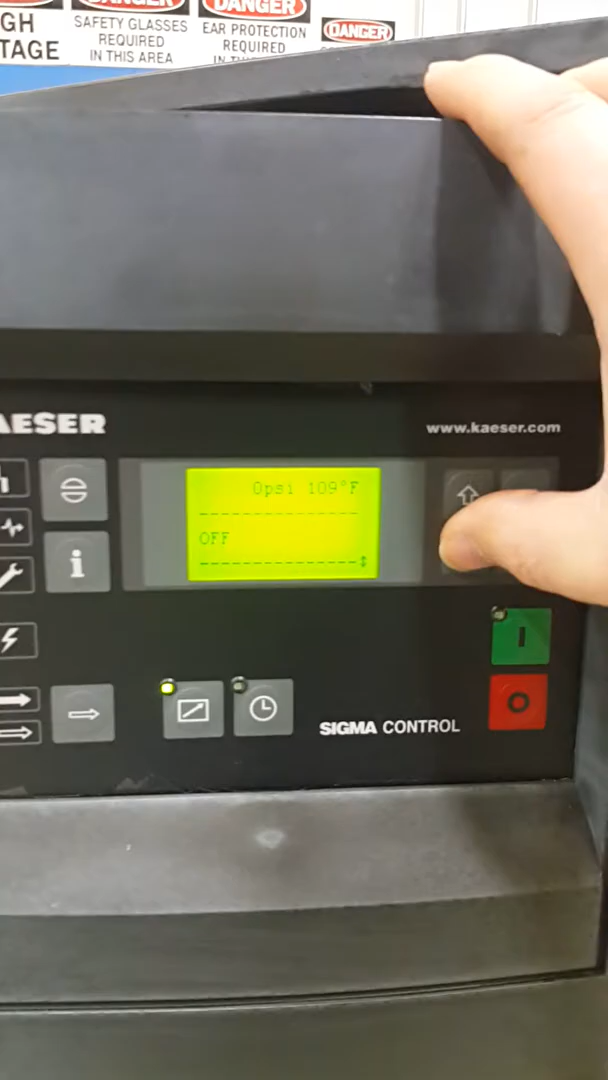 GH
TAGE
DANGER
SAFETY GLASSES
REQUIRED
IN THIS AREA
DANGER
EAR PROTECTION
REQUIRED
DANGER
AESER
www.kaeser.com
0psi 109°F
OFF
i
I
O
SIGMA CONTROL